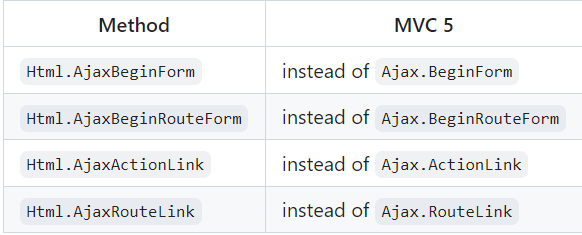 Method MVC 5
Html.AjaxBeginForm instead of Ajax.BeginForm
Html.AjaxBeginRouteForm instead of Ajax.BeginRouteForm
Html.AjaxActionLink instead of Ajax.ActionLink
Html.AjaxRouteLink instead of Ajax.RouteLink